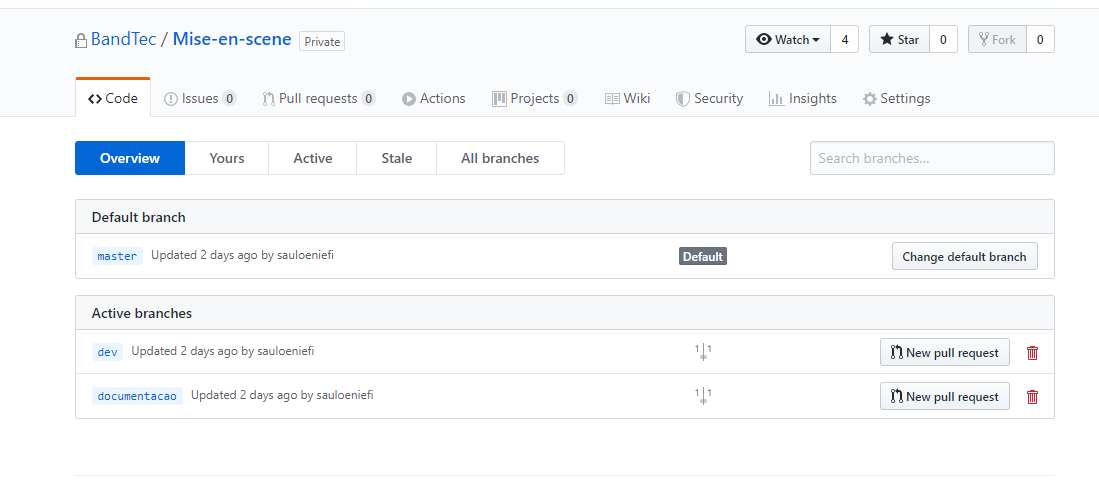 BandTec / Mise-en-scene Private Watch 4 Star 0 Fork 0
Code Issues 0 Pull requests 0 Actions Projects 0 Wiki Security Insights Settings
Overview Yours Active Stale All branches Search branches...
Default branch
master Updated 2 days ago by sauloeniefi Default Change default branch
Active branches
dev Updated 2 days ago by sauloeniefi 1 1 New pull request
documentacao Updated 2 days ago by sauloeniefi 1 1 New pull request